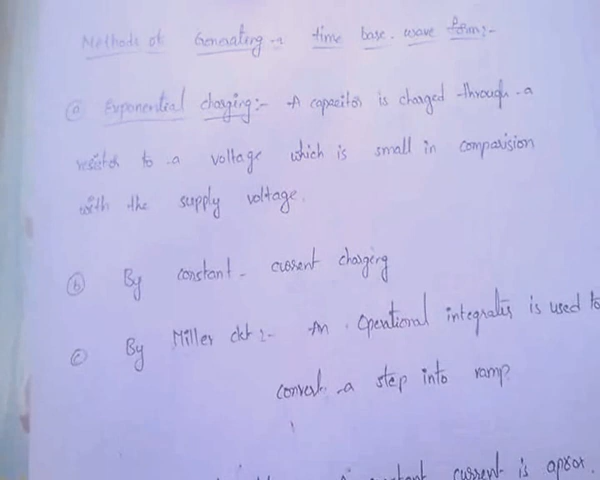 Methods of Generating a time base wave form:-
ⓐ Exponential charging:- A capacitor is charged through a
resistor to a voltage which is small in comparision
with the supply voltage.
ⓑ By constant current charging
ⓒ By Miller ckt:- An Operational integrator is used to
convert a step into ramp.
current is